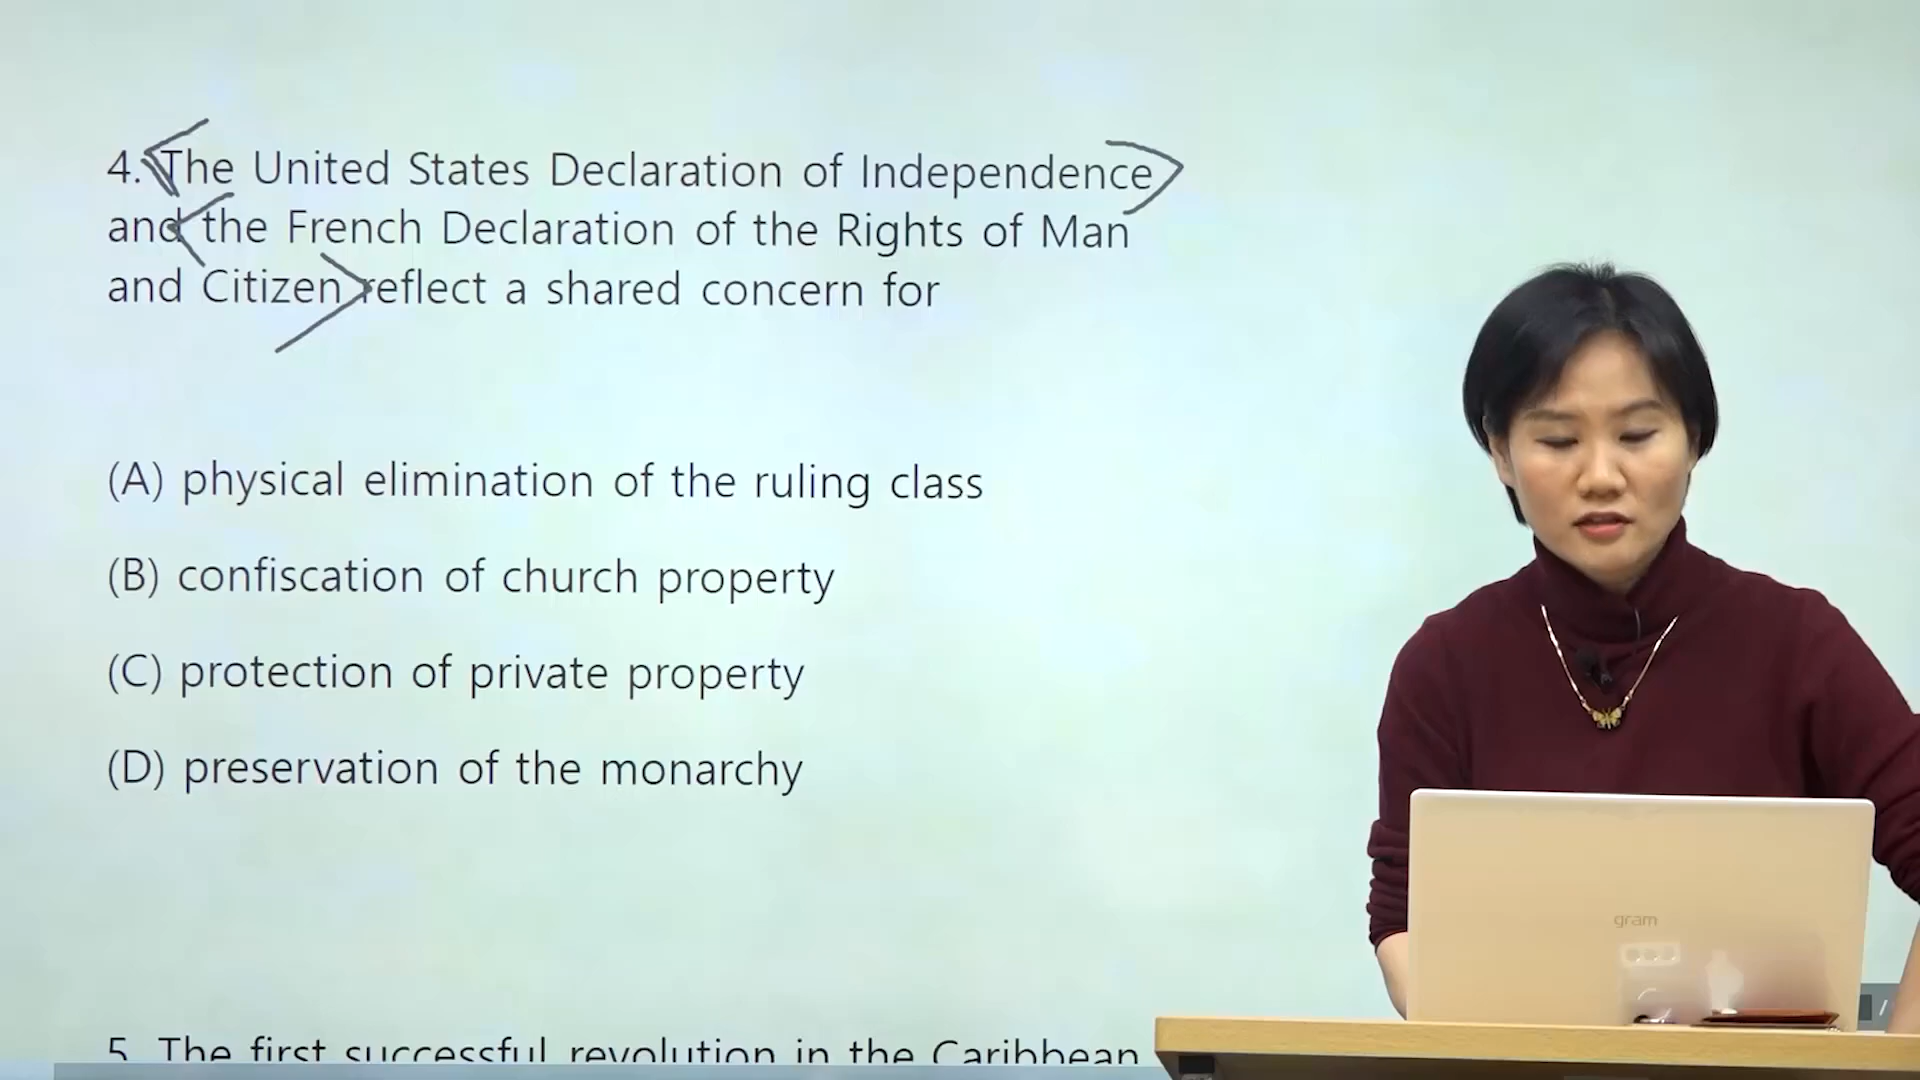 4. The United States Declaration of Independence
and the French Declaration of the Rights of Man
and Citizen reflect a shared concern for
(A) physical elimination of the ruling class
(B) confiscation of church property
(C) protection of private property
(D) preservation of the monarchy
gram
5. The first successful revolution in the Caribbean